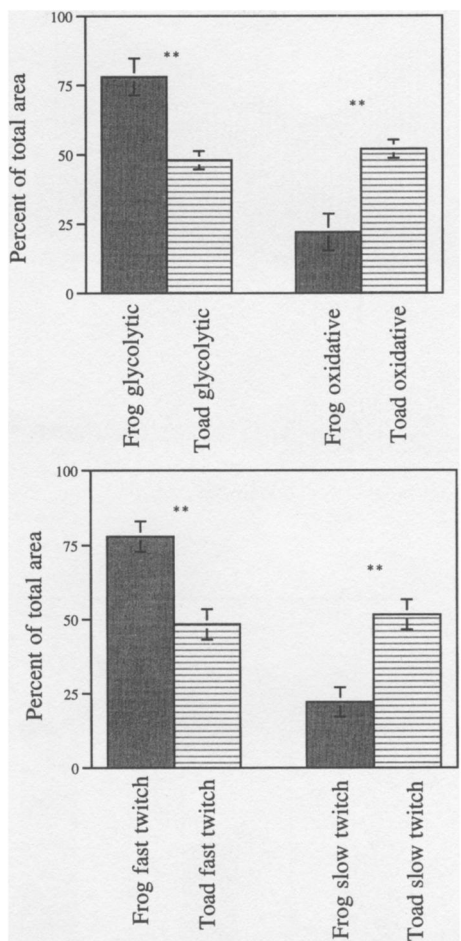 100
**
75
**
50
25
0
Percent of total area
Frog glycolytic
Toad glycolytic
Frog oxidative
Toad oxidative
100
**
75
**
50
25
0
Percent of total area
Frog fast twitch
Toad fast twitch
Frog slow twitch
Toad slow twitch